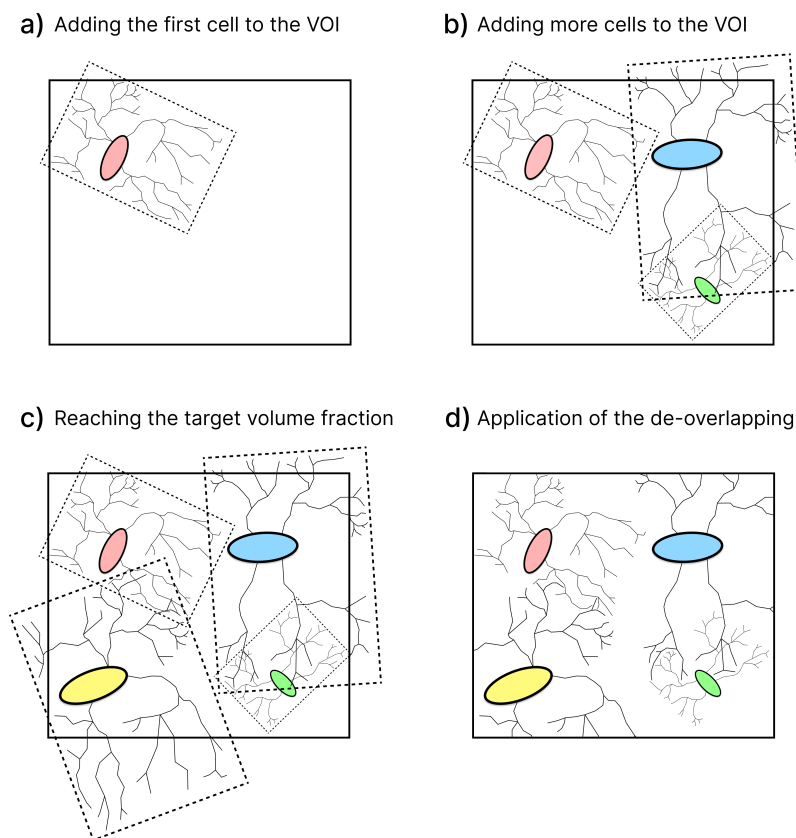 a) Adding the first cell to the VOI
b) Adding more cells to the VOI
c) Reaching the target volume fraction
d) Application of the de-overlapping